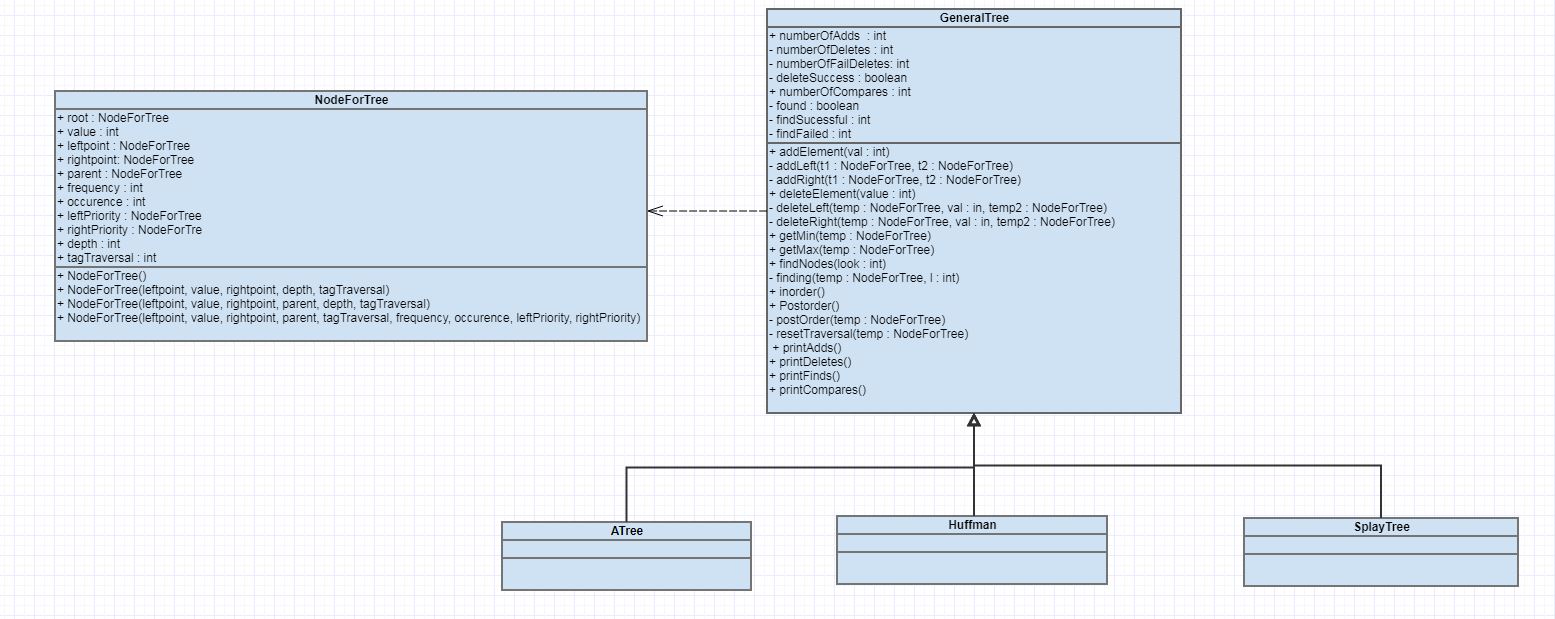 GeneralTree
+ numberOfAdds  : int
- numberOfDeletes : int
- numberOfFailDeletes: int
- deleteSuccess : boolean
+ numberOfCompares : int
- found : boolean
- findSucessful : int
- findFailed : int
+ addElement(val : int)
- addLeft(t1 : NodeForTree, t2 : NodeForTree)
- addRight(t1 : NodeForTree, t2 : NodeForTree)
+ deleteElement(value : int)
- deleteLeft(temp : NodeForTree, val : in, temp2 : NodeForTree)
- deleteRight(temp : NodeForTree, val : in, temp2 : NodeForTree)
+ getMin(temp : NodeForTree)
+ getMax(temp : NodeForTree)
+ findNodes(look : int)
- finding(temp : NodeForTree, l : int)
+ inorder()
+ Postorder()
- postOrder(temp : NodeForTree)
- resetTraversal(temp : NodeForTree)
+ printAdds()
+ printDeletes()
+ printFinds()
+ printCompares()
NodeForTree
+ root : NodeForTree
+ value : int
+ leftpoint : NodeForTree
+ rightpoint: NodeForTree
+ parent : NodeForTree
+ frequency : int
+ occurence : int
+ leftPriority : NodeForTree
+ rightPriority : NodeForTre
+ depth : int
+ tagTraversal : int
+ NodeForTree()
+ NodeForTree(leftpoint, value, rightpoint, depth, tagTraversal)
+ NodeForTree(leftpoint, value, rightpoint, parent, depth, tagTraversal)
+ NodeForTree(leftpoint, value, rightpoint, parent, tagTraversal, frequency, occurence, leftPriority, rightPriority)
ATree
Huffman
SplayTree